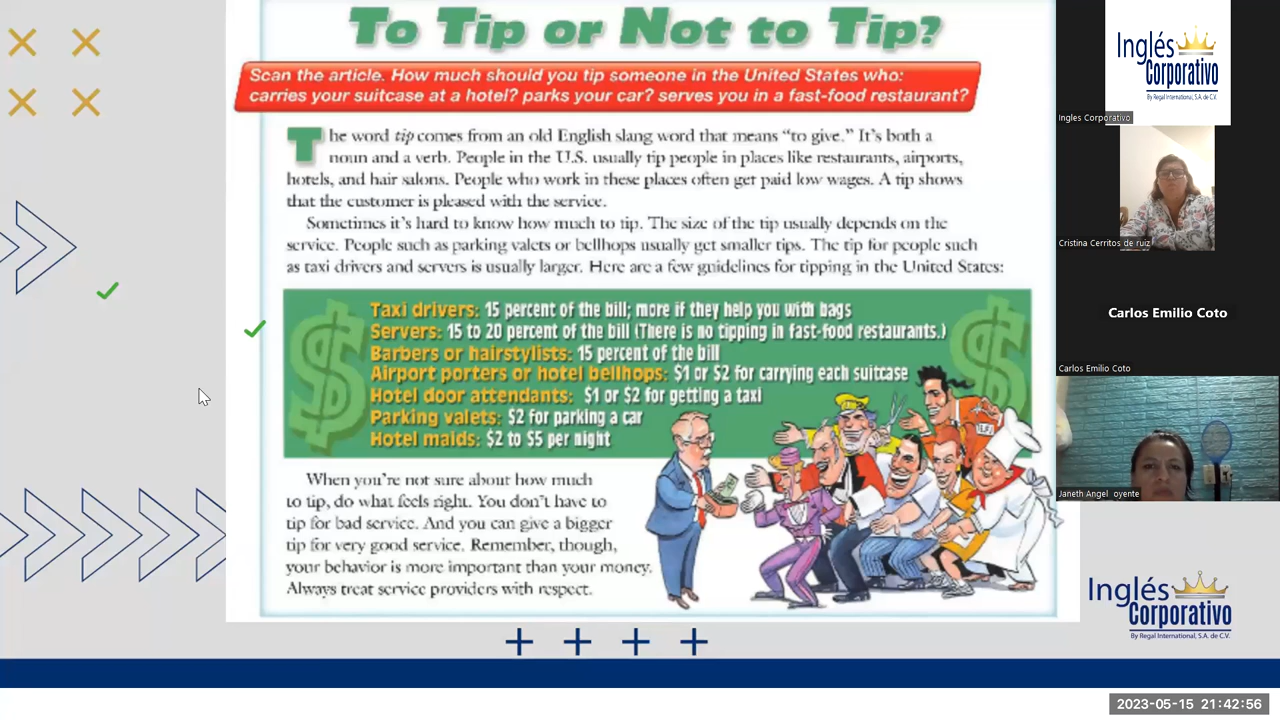 To Tip or Not to Tip?
Scan the article. How much should you tip someone in the United States who:
carries your suitcase at a hotel? parks your car? serves you in a fast-food restaurant?
The word tip comes from an old English slang word that means “to give.” It’s both a
noun and a verb. People in the U.S. usually tip people in places like restaurants, airports,
hotels, and hair salons. People who work in these places often get paid low wages. A tip shows
that the customer is pleased with the service.
Sometimes it’s hard to know how much to tip. The size of the tip usually depends on the
service. People such as parking valets or bellhops usually get smaller tips. The tip for people such
as taxi drivers and servers is usually larger. Here are a few guidelines for tipping in the United States:
Taxi drivers: 15 percent of the bill; more if they help you with bags
Servers: 15 to 20 percent of the bill (There is no tipping in fast-food restaurants.)
Barbers or hairstylists: 15 percent of the bill
Airport porters or hotel bellhops: $1 or $2 for carrying each suitcase
Hotel door attendants: $1 or $2 for getting a taxi
Parking valets: $2 for parking a car
Hotel maids: $2 to $5 per night
When you’re not sure about how much
to tip, do what feels right. You don’t have to
tip for bad service. And you can give a bigger
tip for very good service. Remember, though,
your behavior is more important than your money.
Always treat service providers with respect.
Inglés
Corporativo
By Regal International, S.A. de C.V.
Ingles Corporativo
Cristina Cerritos de ruiz
Carlos Emilio Coto
Carlos Emilio Coto
Janeth Angel oyente
Inglés
Corporativo
By Regal International, S.A. de C.V.
2023-05-15 21:42:56